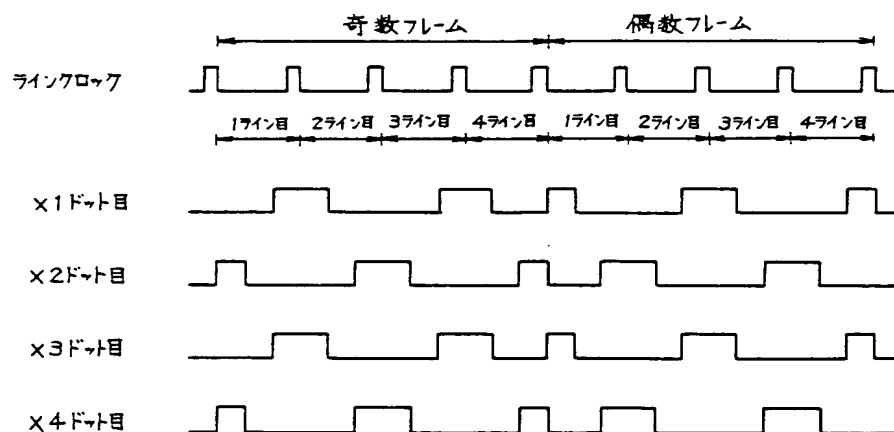 奇数フレーム 偶数フレーム
ラインクロック
1ライン目 2ライン目 3ライン目 4ライン目 1ライン目 2ライン目 3ライン目 4ライン目
×1ドット目
×2ドット目
×3ドット目
×4ドット目